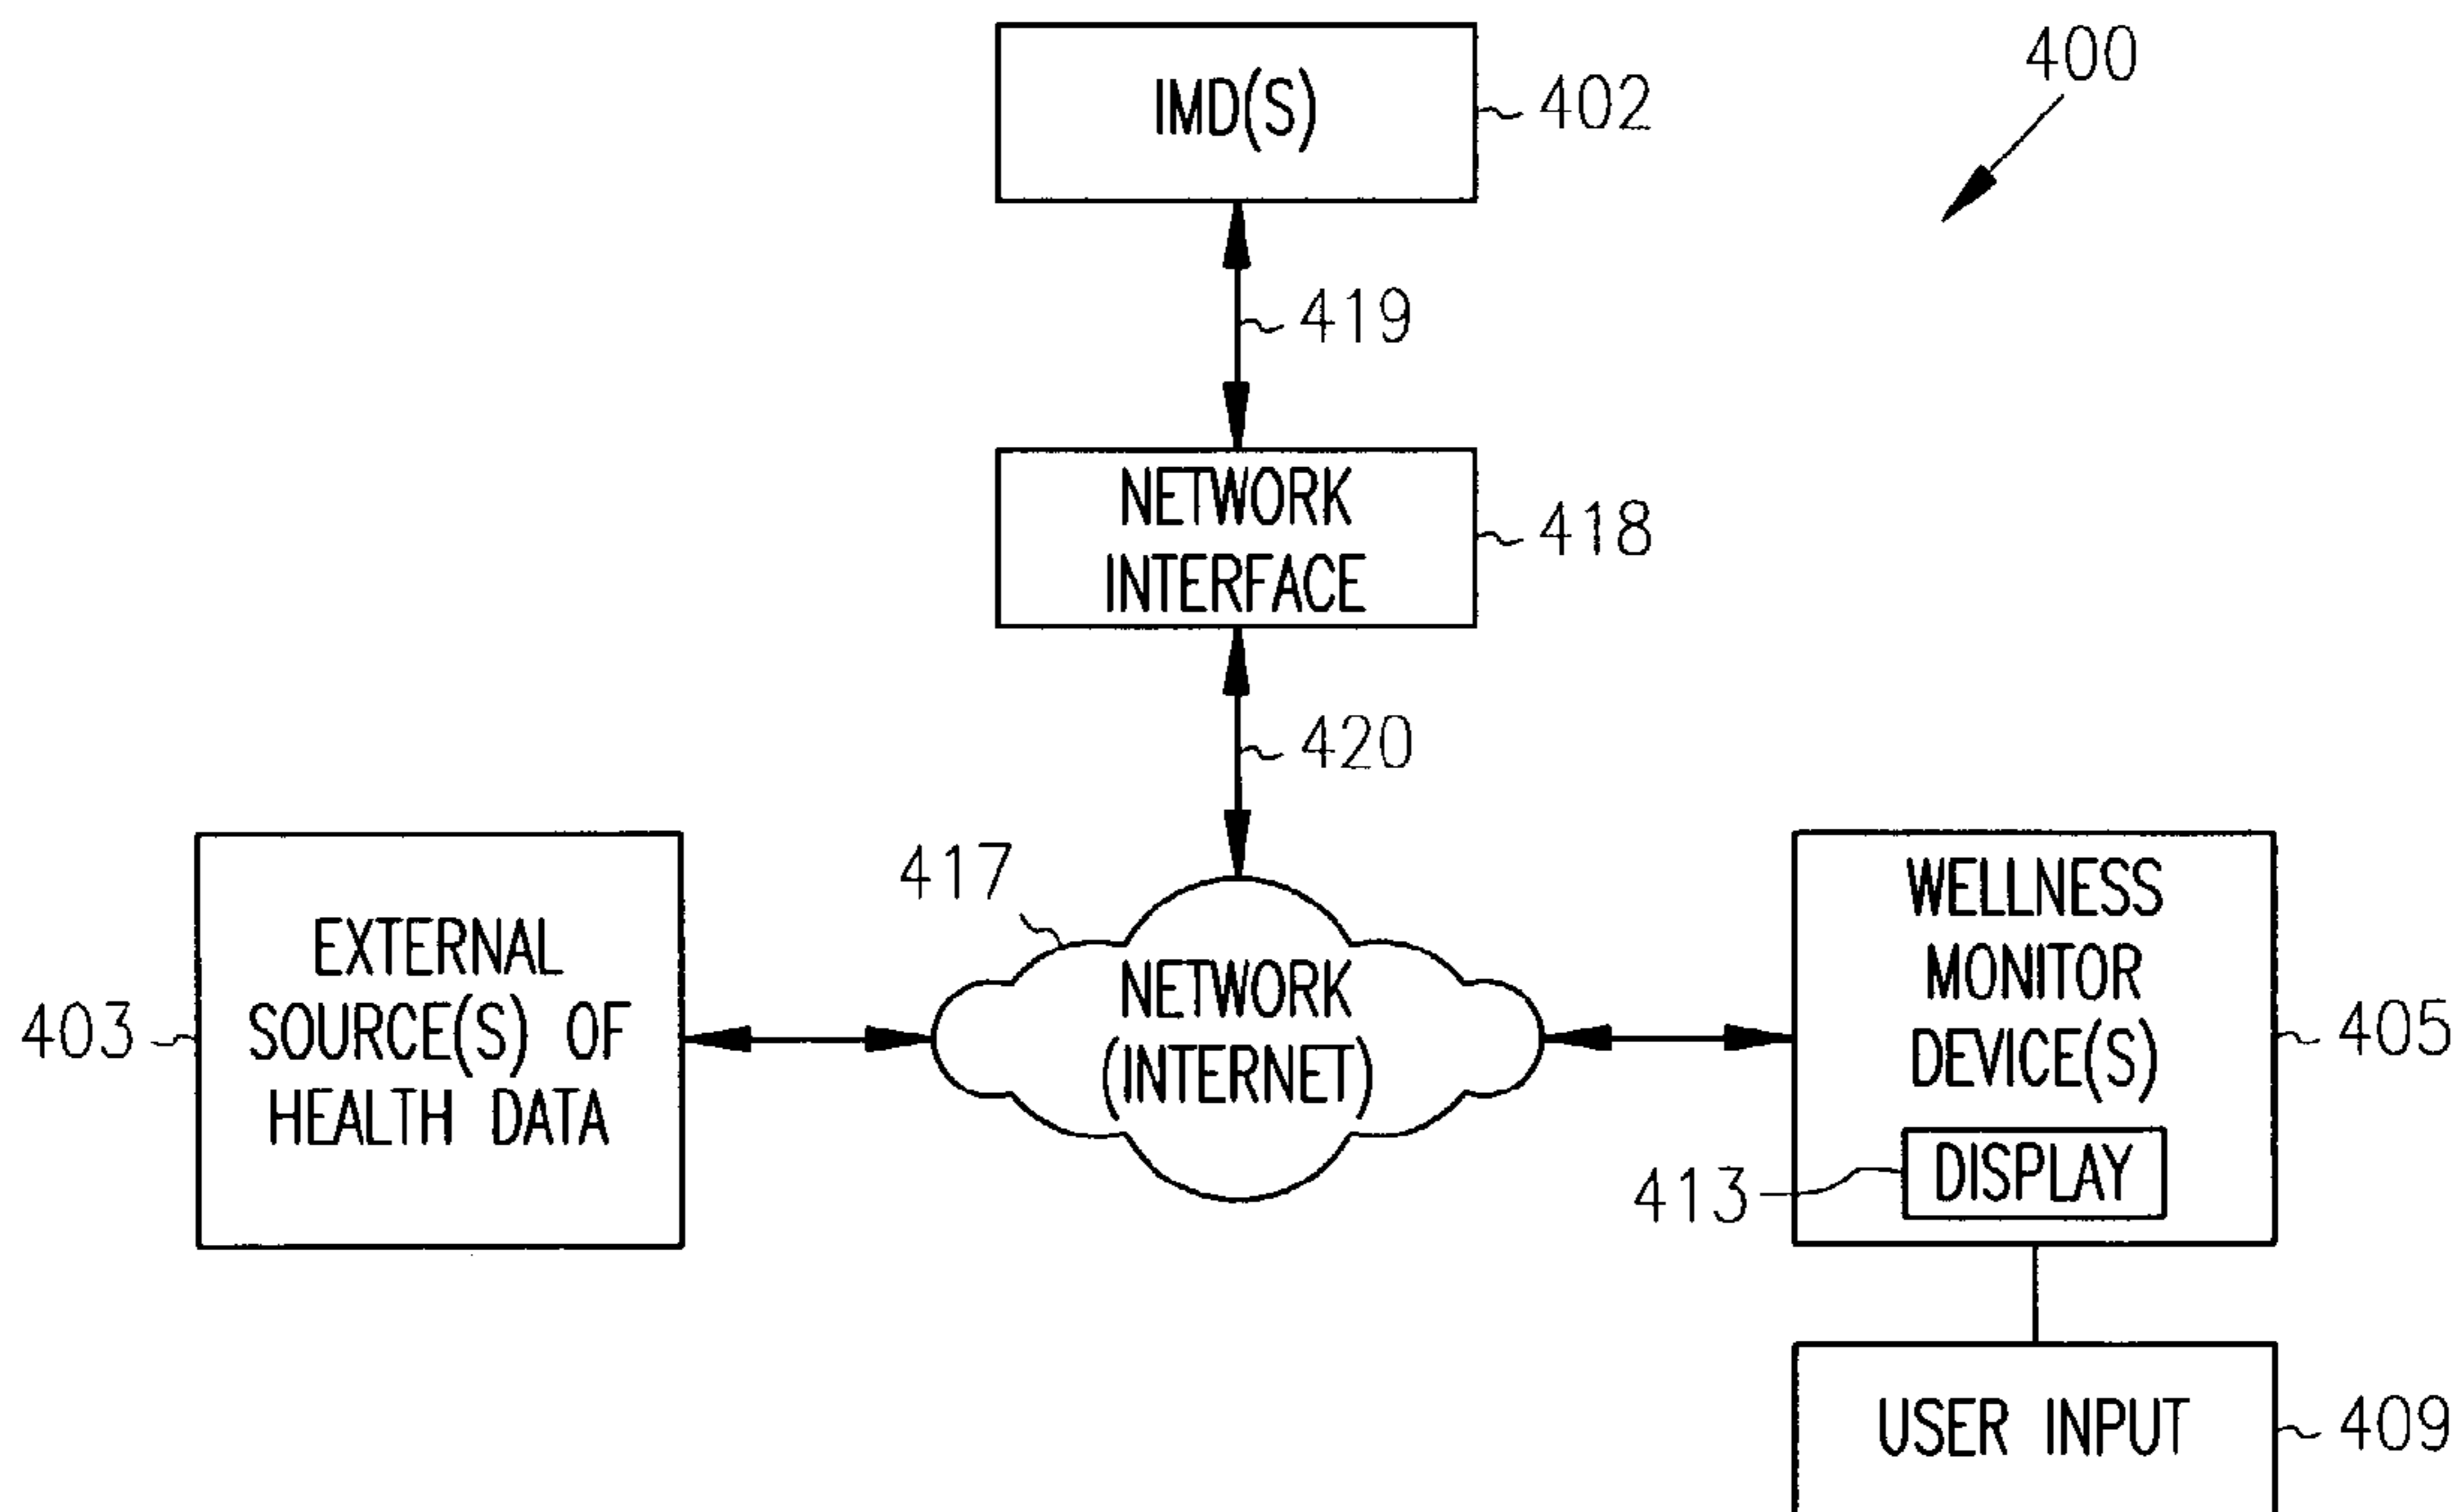 400
IMD(S)
402
419
NETWORK
INTERFACE
418
420
417
EXTERNAL
SOURCE(S) OF
HEALTH DATA
403
NETWORK
(INTERNET)
WELLNESS
MONITOR
DEVICE(S)
405
DISPLAY
413
USER INPUT
409